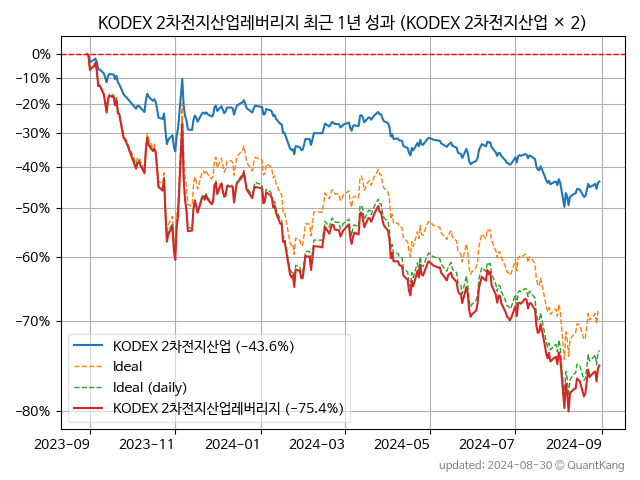 KODEX 2차전지산업레버리지 최근 1년 성과 (KODEX 2차전지산업 × 2)
0%
−10%
−20%
−30%
−40%
−50%
−60%
−70%
−80%
KODEX 2차전지산업 (−43.6%)
Ideal
Ideal (daily)
KODEX 2차전지산업레버리지 (−75.4%)
2023-09 2023-11 2024-01 2024-03 2024-05 2024-07 2024-09
updated: 2024-08-30 © QuantKang